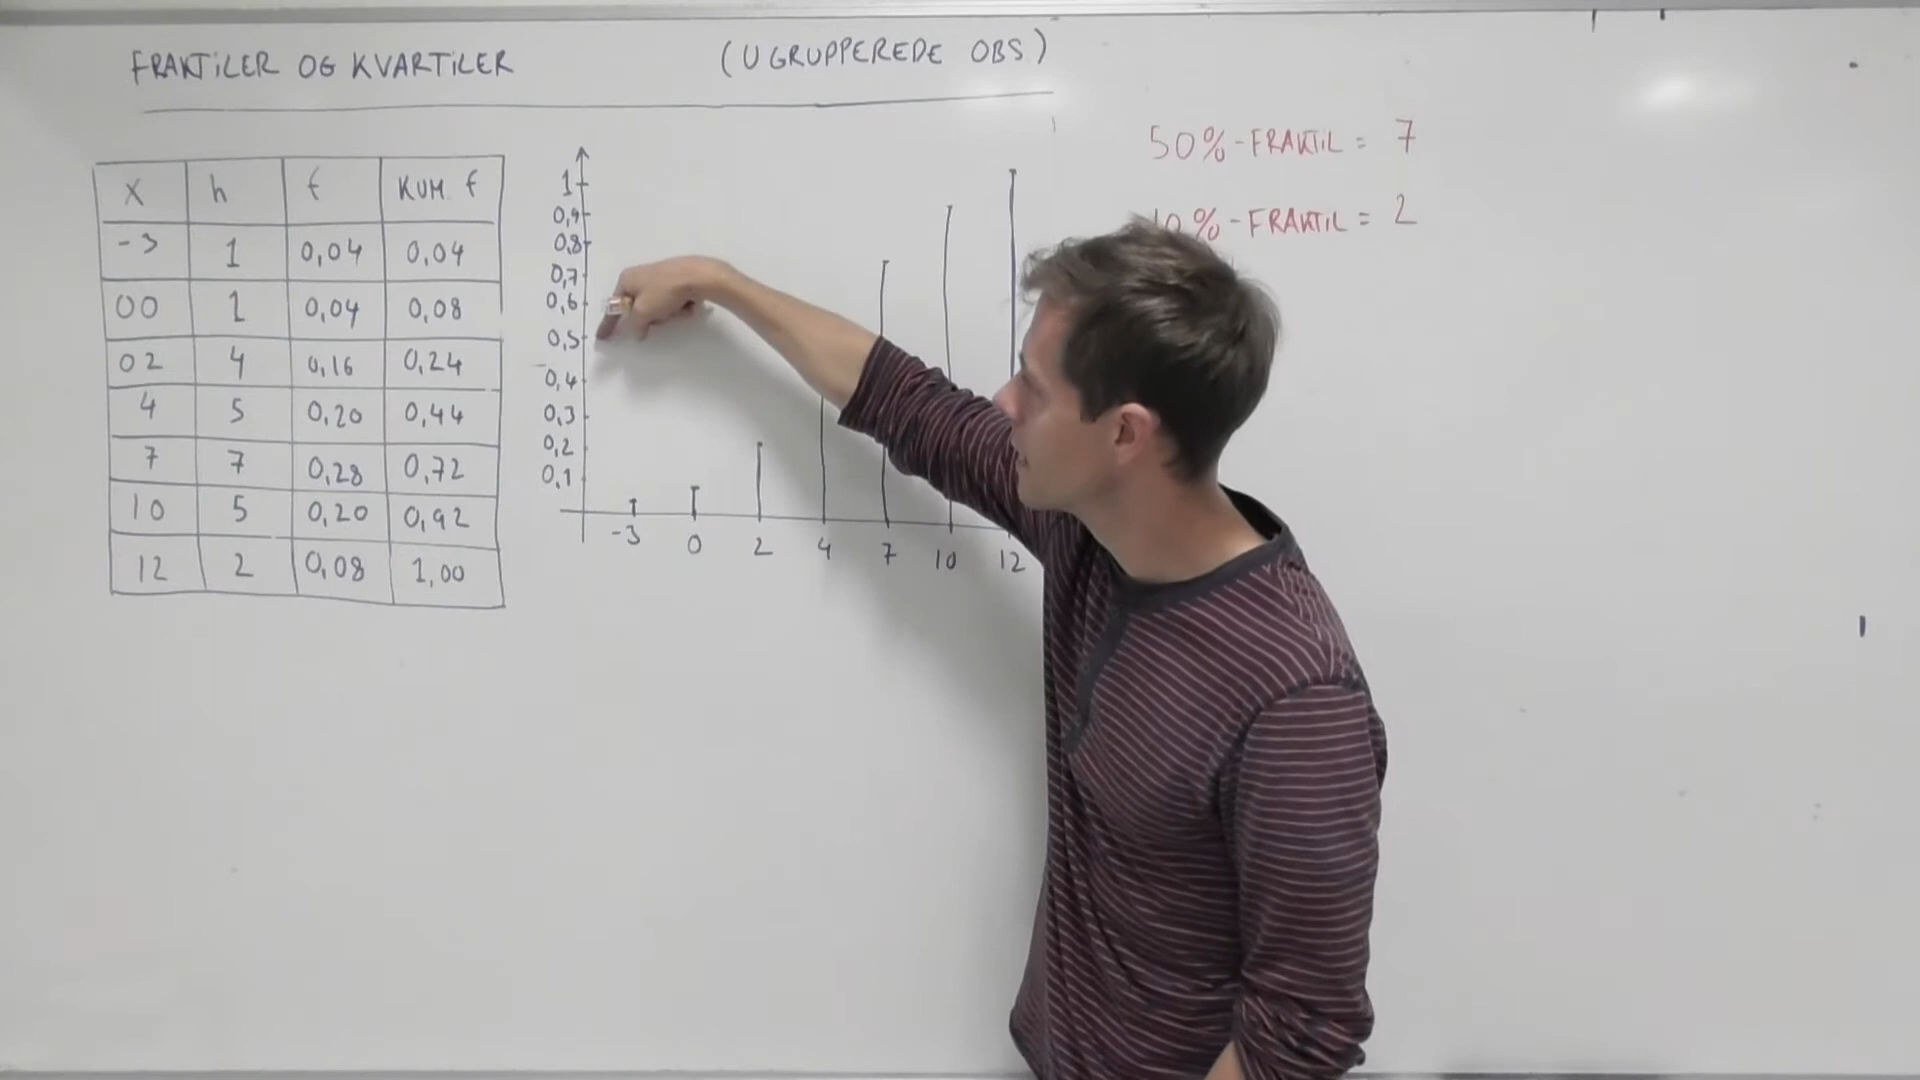 FRAKTILER OG KVARTILER (UGRUPPEREDE OBS)
x h f KUM. f
-3 1 0,04 0,04
00 1 0,04 0,08
02 4 0,16 0,24
4 5 0,20 0,44
7 7 0,28 0,72
10 5 0,20 0,92
12 2 0,08 1,00
1
0,9
0,8
0,7
0,6
0,5
0,4
0,3
0,2
0,1
-3 0 2 4 7 10 12
50%-FRAKTIL = 7
10%-FRAKTIL = 2